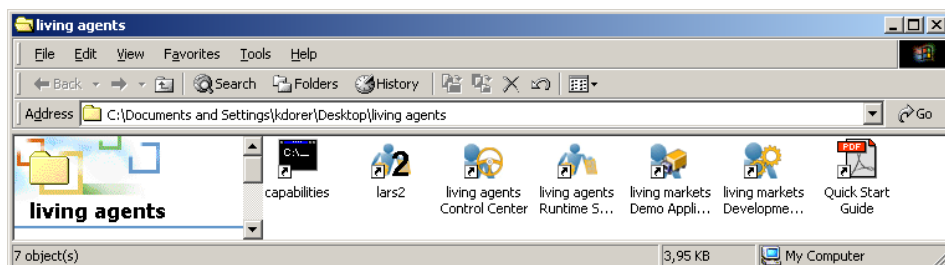 living agents
File Edit View Favorites Tools Help
Back Search Folders History
Address C:\Documents and Settings\kdorer\Desktop\living agents Go
living agents
C:\_
capabilities
2
lars2
living agents
Control Center
living agents
Runtime S...
living markets
Demo Appli...
living markets
Developme...
PDF
Quick Start
Guide
7 object(s) 3,95 KB My Computer